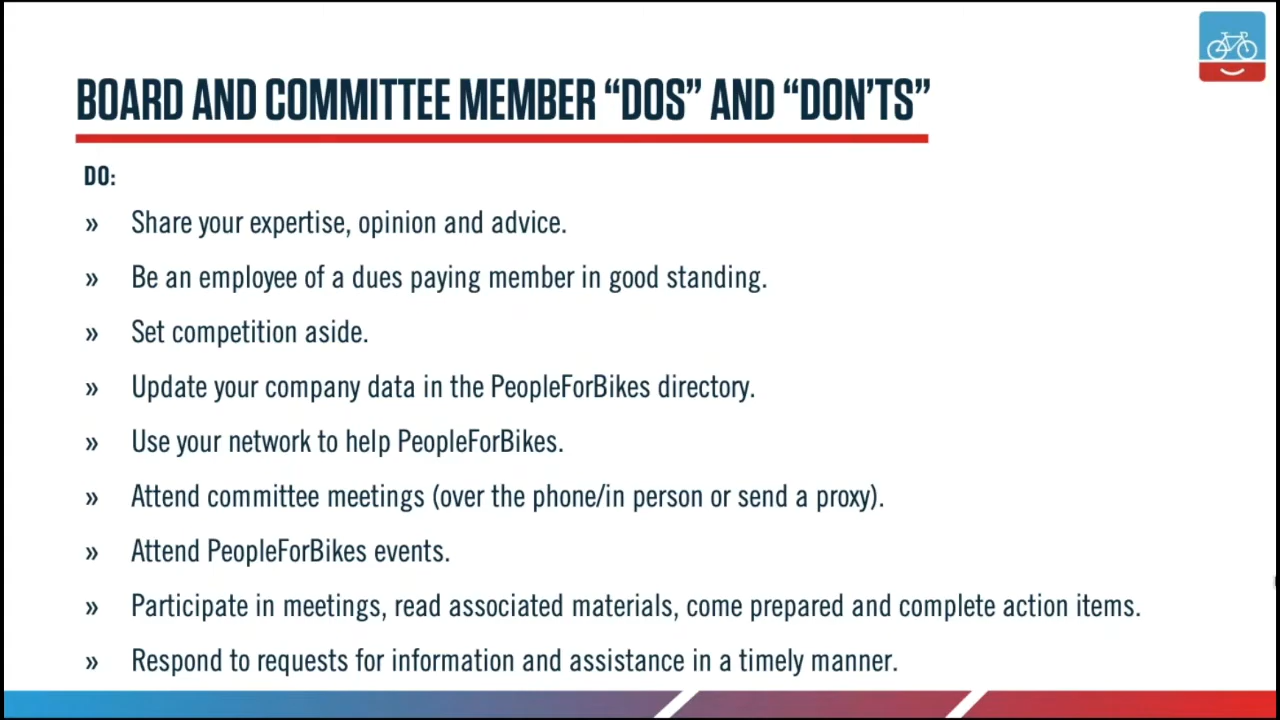 BOARD AND COMMITTEE MEMBER “DOS” AND “DON’TS”
DO:
» Share your expertise, opinion and advice.
» Be an employee of a dues paying member in good standing.
» Set competition aside.
» Update your company data in the PeopleForBikes directory.
» Use your network to help PeopleForBikes.
» Attend committee meetings (over the phone/in person or send a proxy).
» Attend PeopleForBikes events.
» Participate in meetings, read associated materials, come prepared and complete action items.
» Respond to requests for information and assistance in a timely manner.